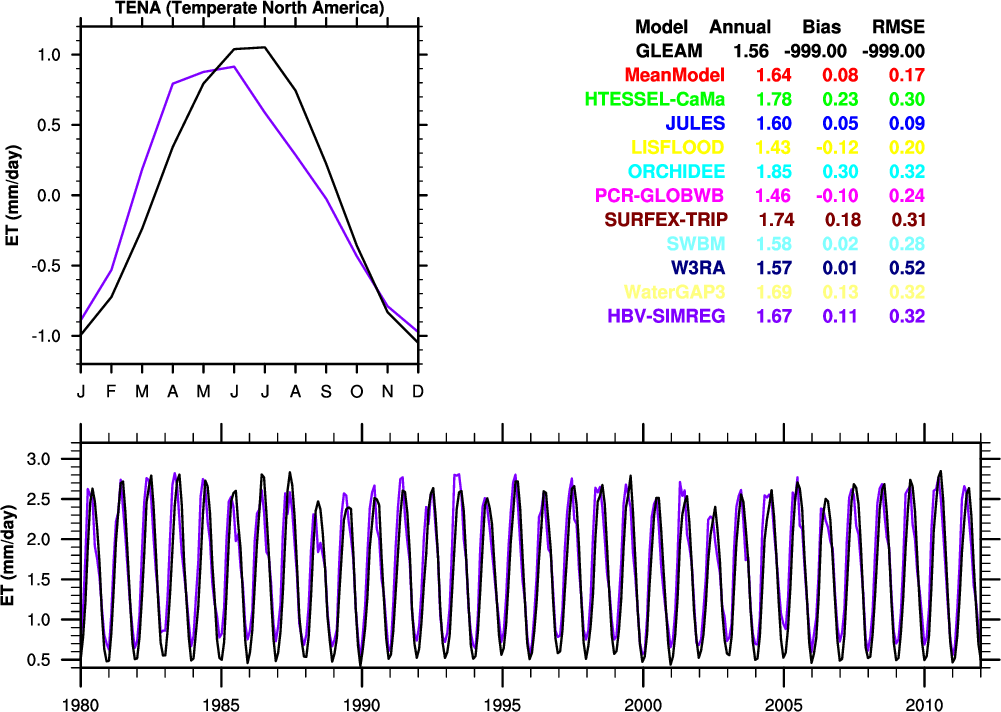 TENA (Temperate North America)
ET (mm/day)
1.0
0.5
0.0
-0.5
-1.0
J F M A M J J A S O N D
Model Annual Bias RMSE
GLEAM 1.56 -999.00 -999.00
MeanModel 1.64 0.08 0.17
HTESSEL-CaMa 1.78 0.23 0.30
JULES 1.60 0.05 0.09
LISFLOOD 1.43 -0.12 0.20
ORCHIDEE 1.85 0.30 0.32
PCR-GLOBWB 1.46 -0.10 0.24
SURFEX-TRIP 1.74 0.18 0.31
SWBM 1.58 0.02 0.28
W3RA 1.57 0.01 0.52
WaterGAP3 1.69 0.13 0.32
HBV-SIMREG 1.67 0.11 0.32
ET (mm/day)
3.0
2.5
2.0
1.5
1.0
0.5
1980 1985 1990 1995 2000 2005 2010